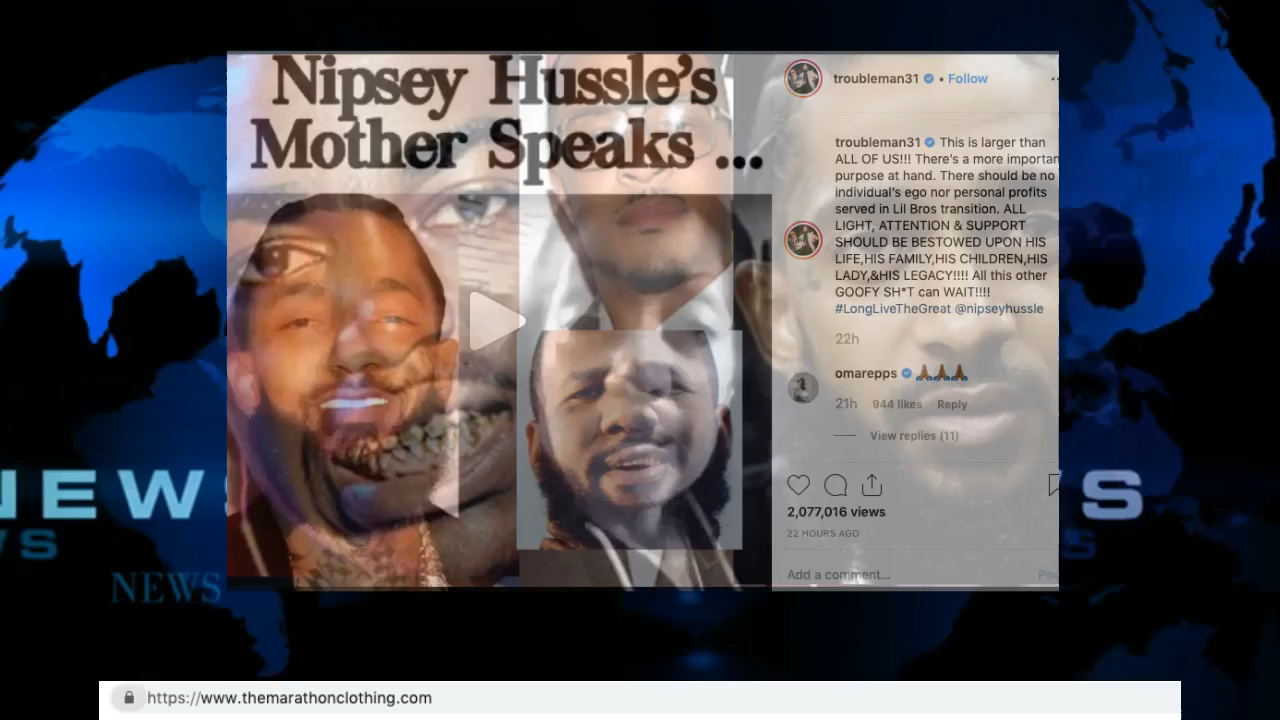 Nipsey Hussle's
Mother Speaks ...
troubleman31 • Follow
troubleman31 This is larger than
ALL OF US!!! There's a more importan
purpose at hand. There should be no
individual's ego nor personal profits
served in Lil Bros transition. ALL
LIGHT, ATTENTION & SUPPORT
SHOULD BE BESTOWED UPON HIS
LIFE,HIS FAMILY,HIS CHILDREN,HIS
LADY,&HIS LEGACY!!!! All this other
GOOFY SH*T can WAIT!!!!
#LongLiveTheGreat @nipseyhussle
22h
omarepps 🙏🏾🙏🏾🙏🏾
21h 944 likes Reply
View replies (11)
2,077,016 views
22 HOURS AGO
Add a comment... Po
NEW
S
WS
S
NEWS
https://www.themarathonclothing.com